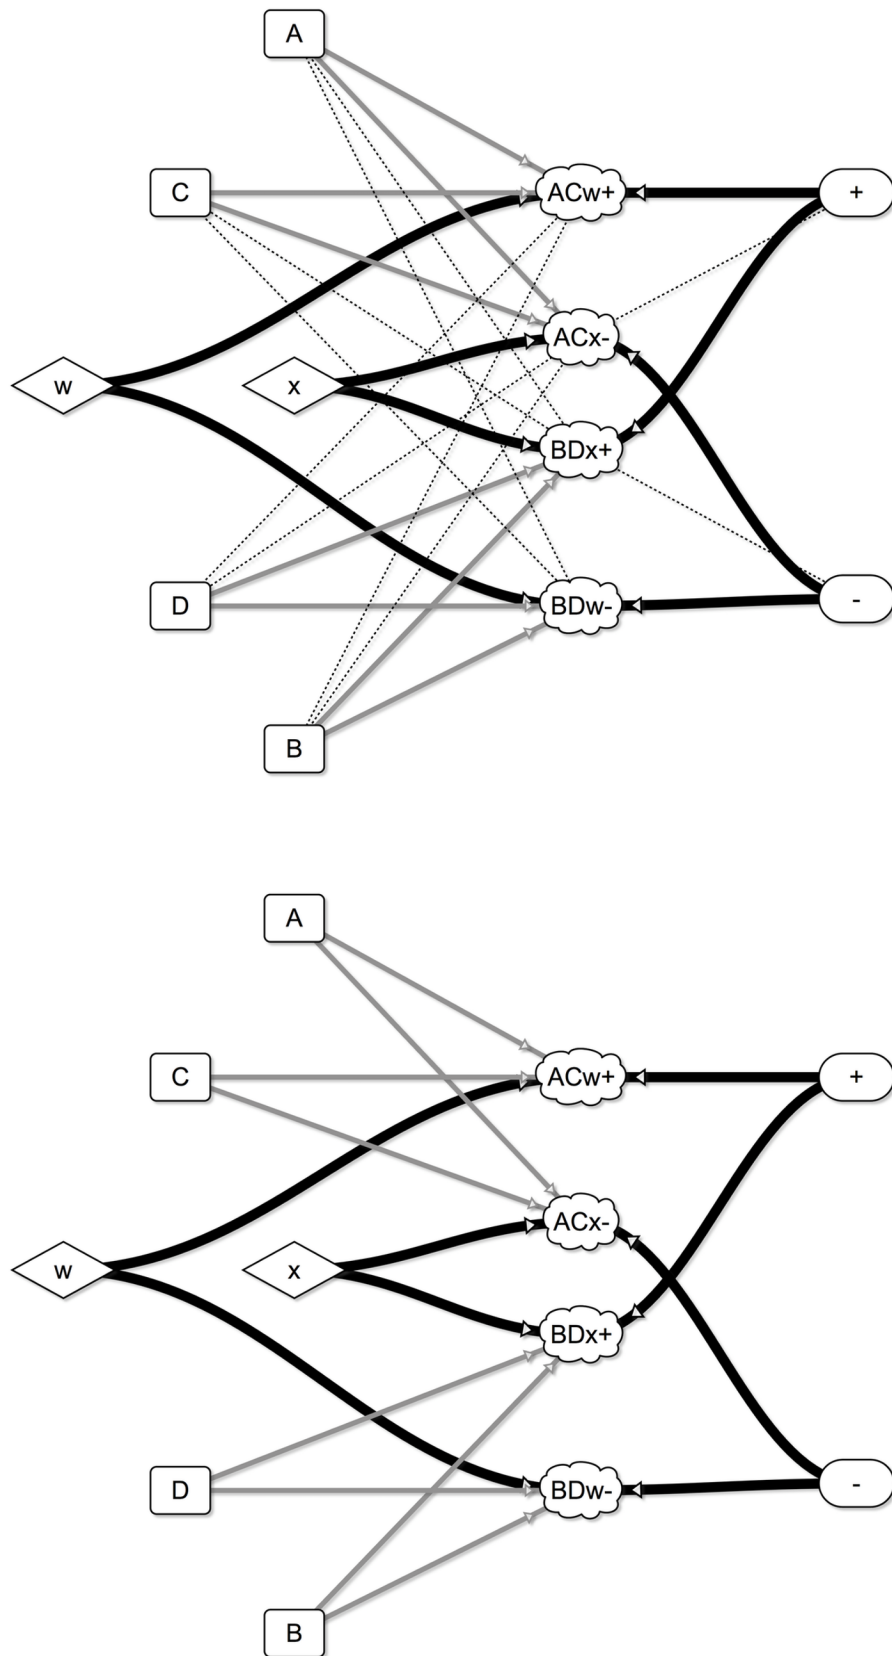 A
C
ACw+
+
ACx-
w
x
BDx+
D
BDw-
-
B
A
C
ACw+
+
ACx-
w
x
BDx+
D
BDw-
-
B